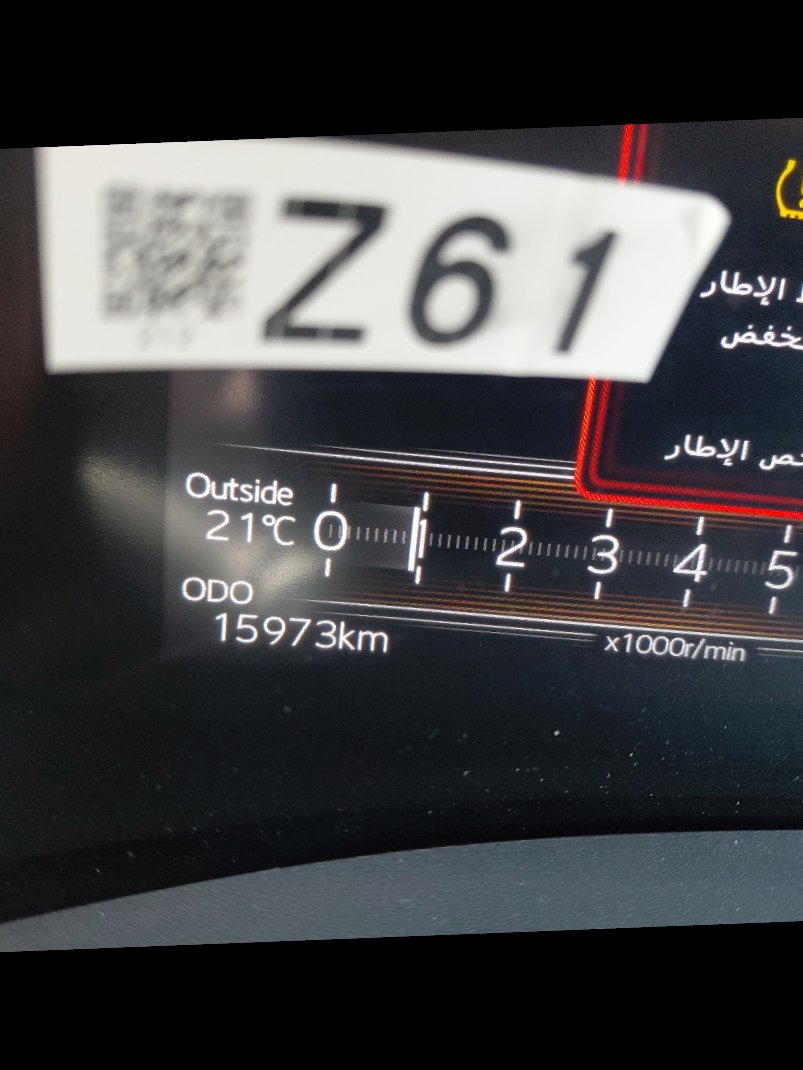 Z61
الإطار
خفض
ص الإطار
Outside
21°C
0 1 2 3 4 5
ODO
15973km
x1000r/min